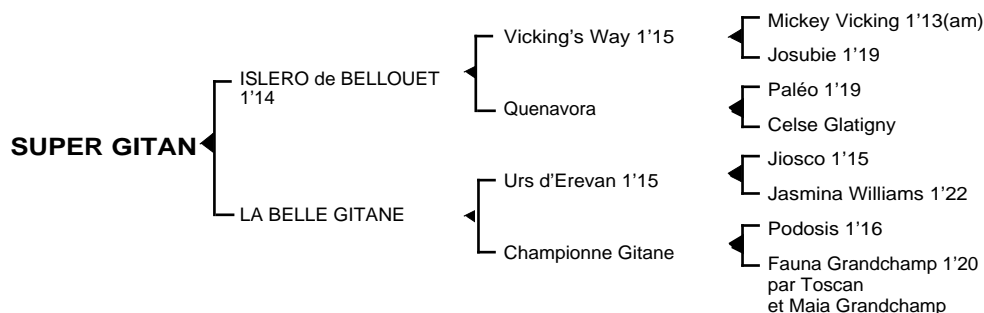 SUPER GITAN
ISLERO de BELLOUET
1'14
LA BELLE GITANE
Vicking's Way 1'15
Quenavora
Urs d'Erevan 1'15
Championne Gitane
Mickey Vicking 1'13(am)
Josubie 1'19
Paléo 1'19
Celse Glatigny
Jiosco 1'15
Jasmina Williams 1'22
Podosis 1'16
Fauna Grandchamp 1'20
par Toscan
et Maia Grandchamp